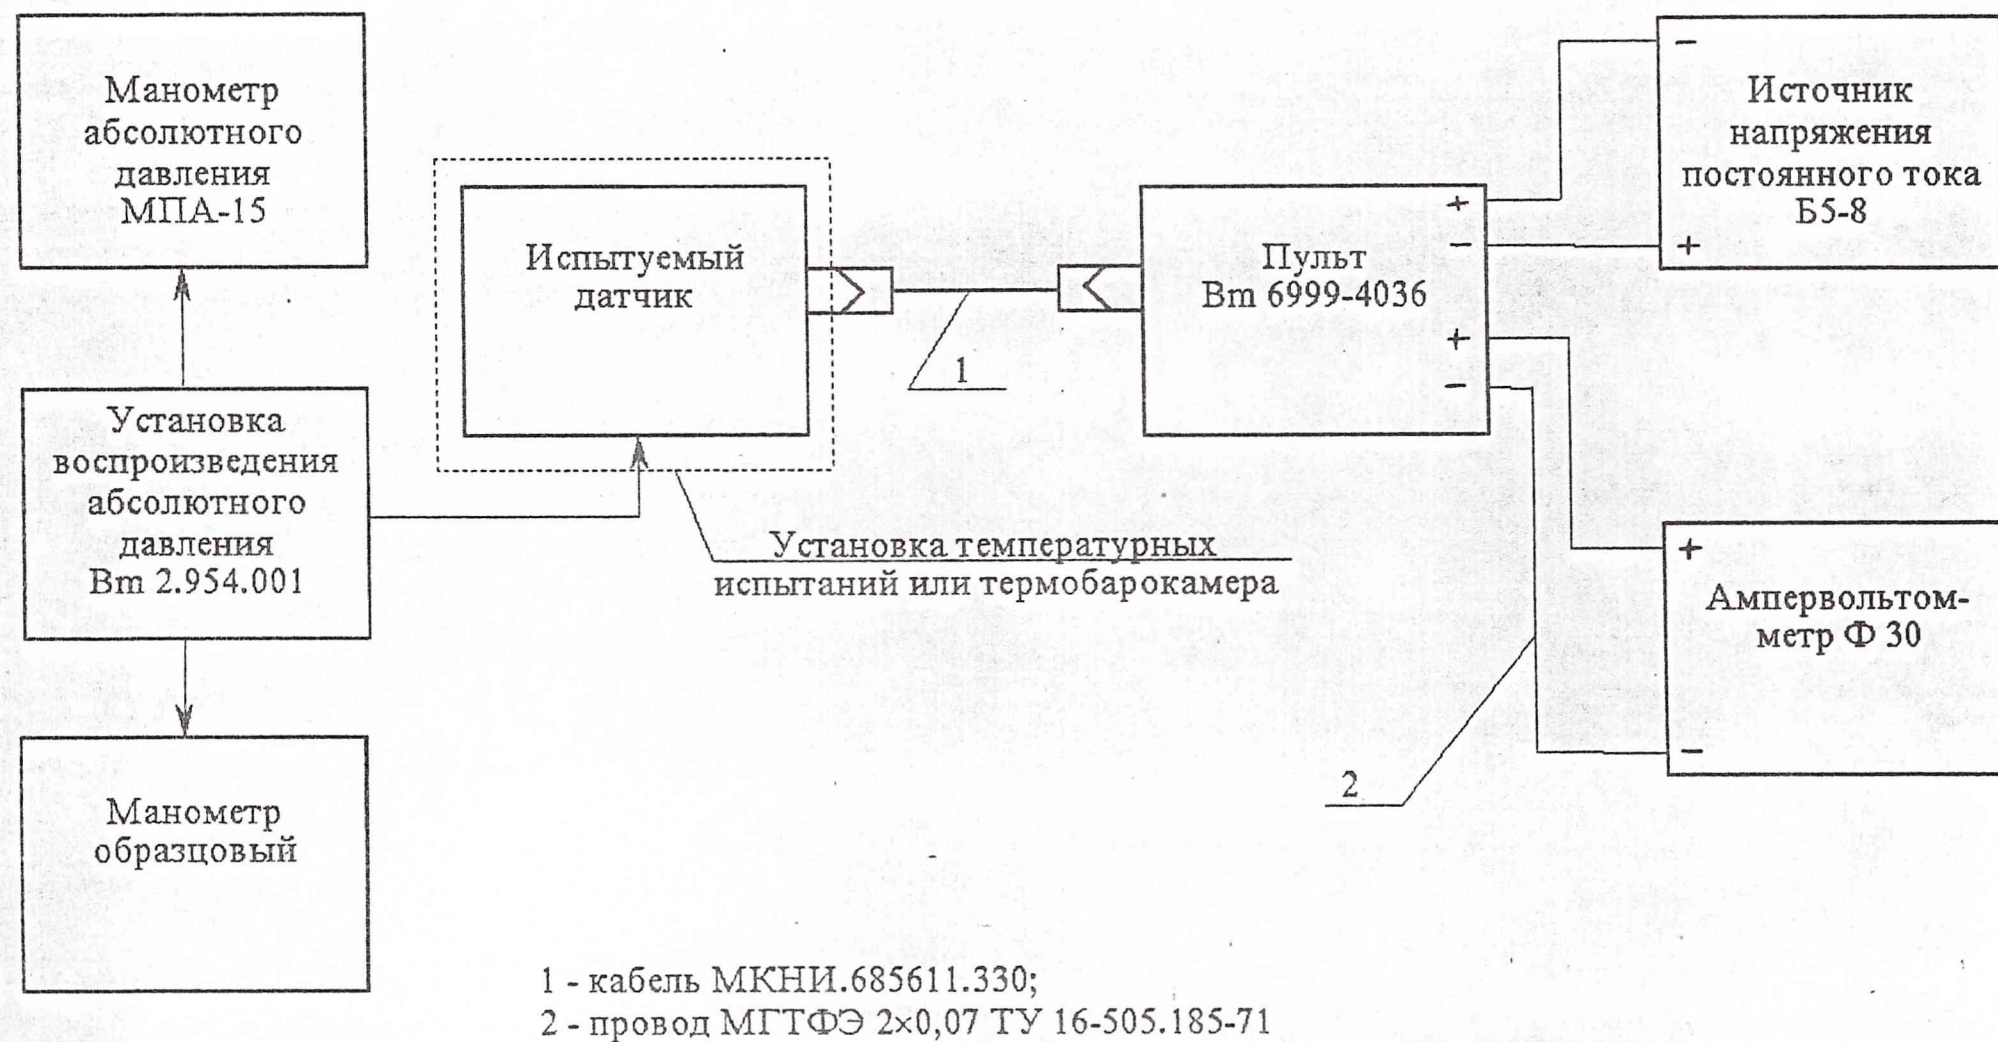 Манометр
абсолютного
давления
МПА-15
Установка
воспроизведения
абсолютного
давления
Вт 2.954.001
Манометр
образцовый
Испытуемый
датчик
1
Установка температурных
испытаний или термобарокамера
Пульт
Вт 6999-4036
+
−
+
−
−
Источник
напряжения
постоянного тока
Б5-8
+
+
Ампервольтом-
метр Ф 30
−
2
1 - кабель МКНИ.685611.330;
2 - провод МГТФЭ 2×0,07 ТУ 16-505.185-71